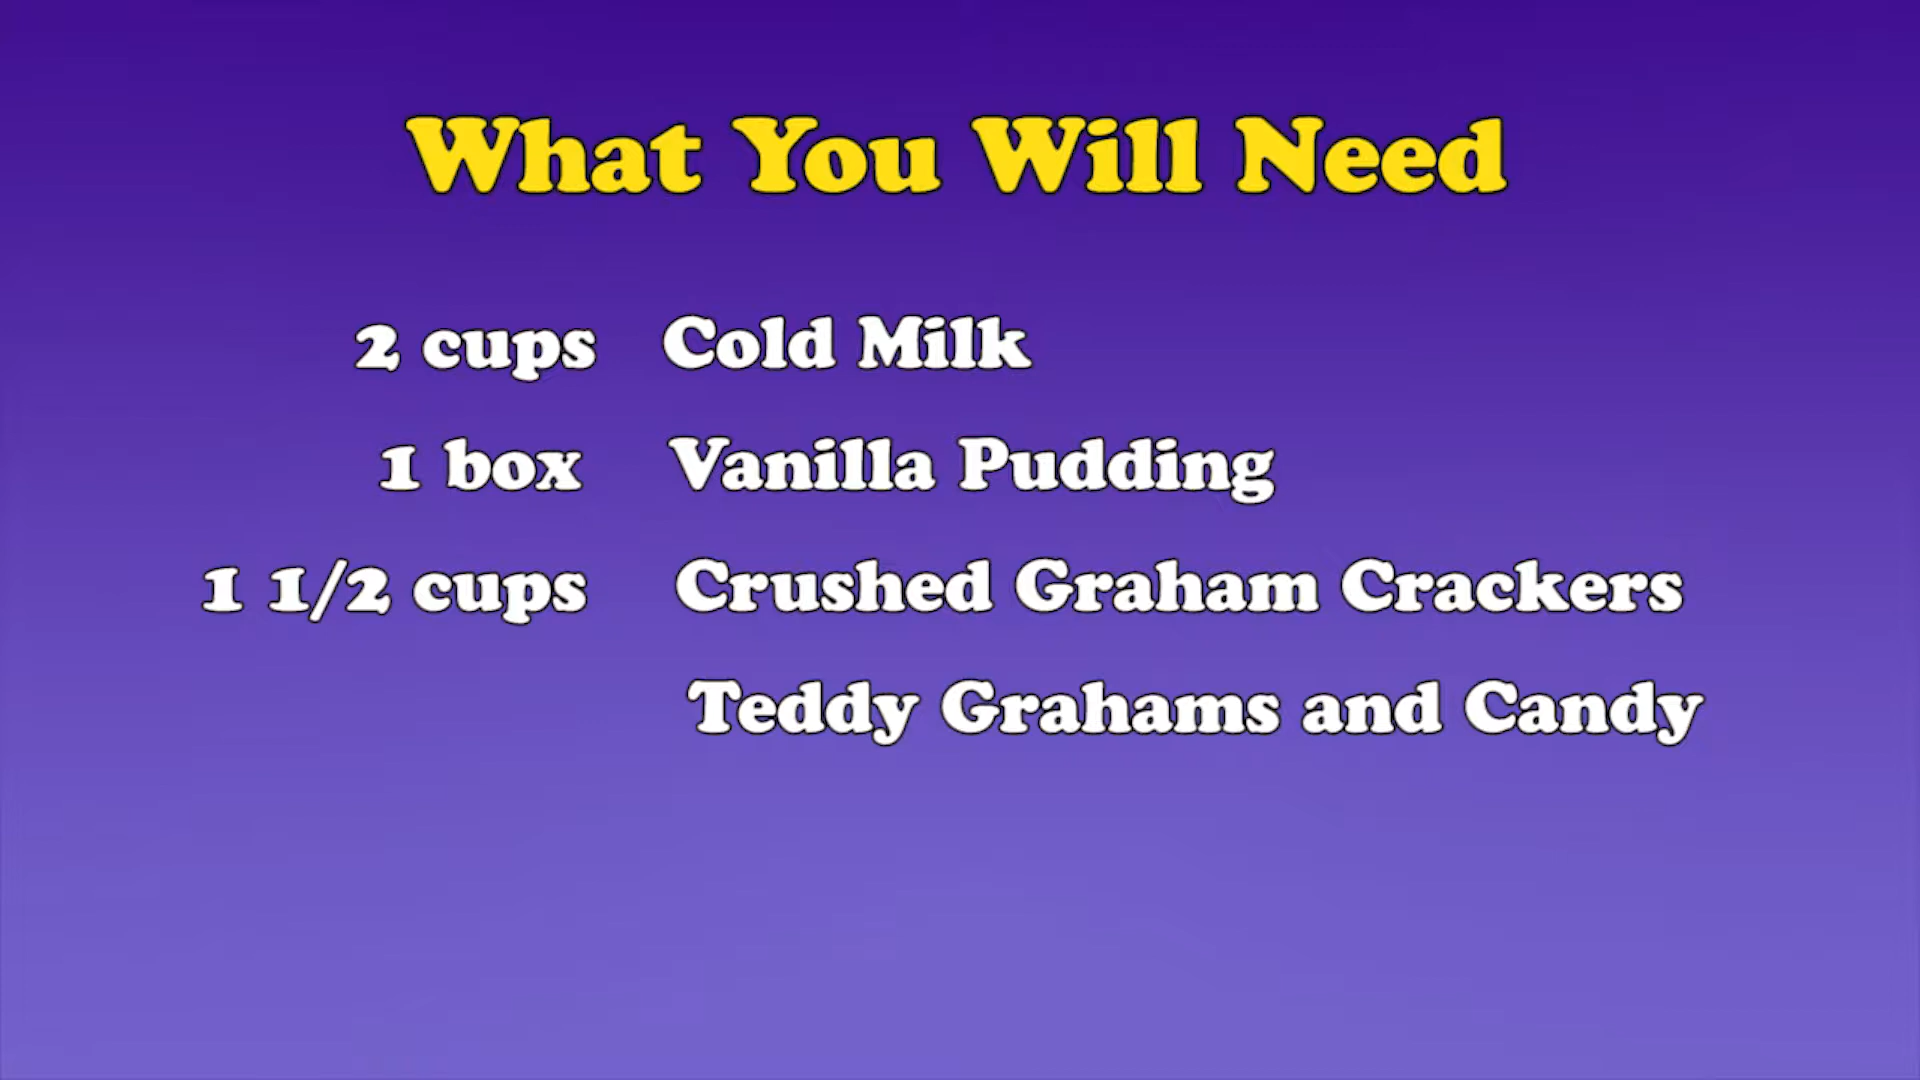 What You Will Need
2 cups Cold Milk
1 box Vanilla Pudding
1 1/2 cups Crushed Graham Crackers
Teddy Grahams and Candy